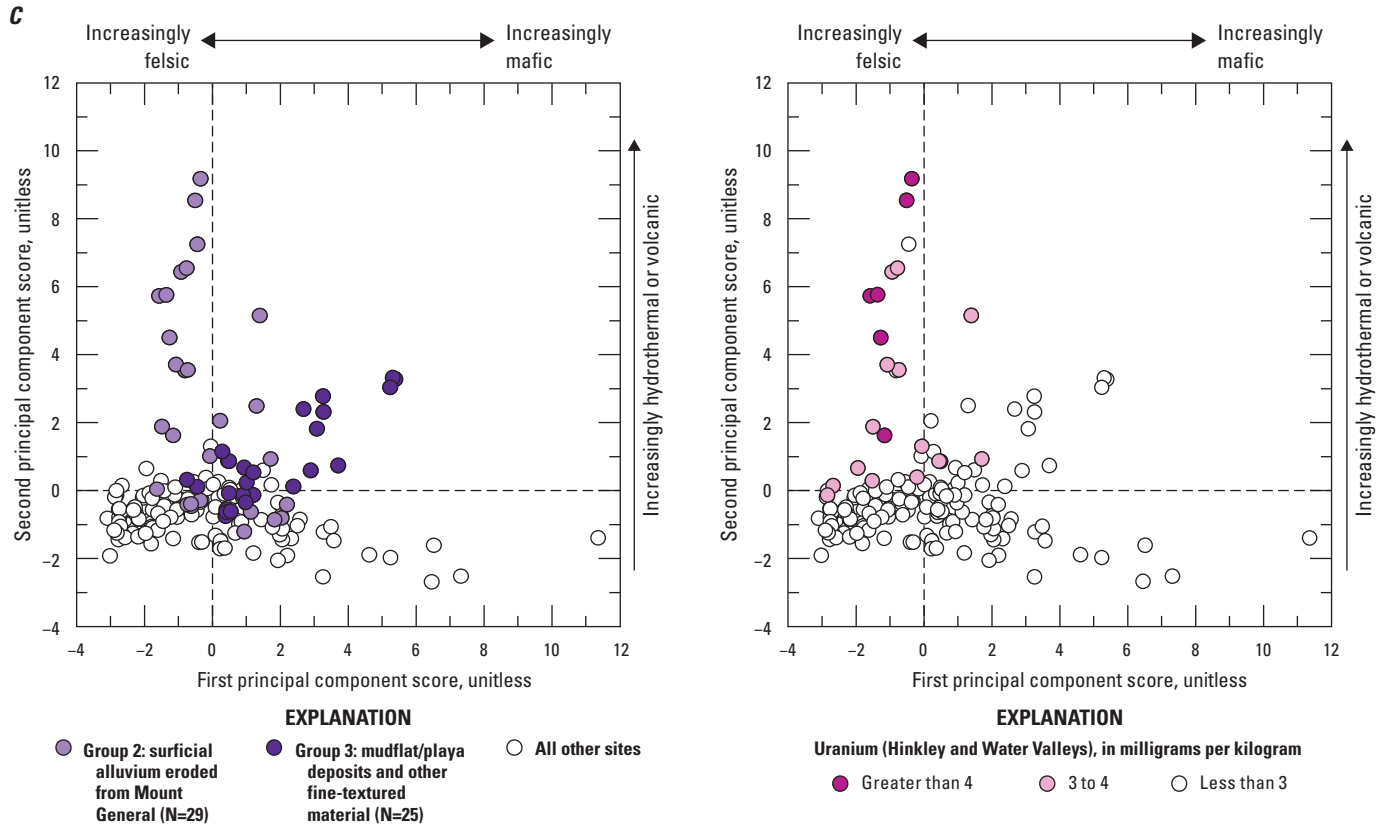 C
Increasingly
felsic
Increasingly
mafic
12
10
8
6
4
2
0
–2
–4
Second principal component score, unitless
Increasingly hydrothermal or volcanic
–4
–2
0
2
4
6
8
10
12
First principal component score, unitless
EXPLANATION
Group 2: surficial
alluvium eroded
from Mount
General (N=29)
Group 3: mudflat/playa
deposits and other
fine-textured
material (N=25)
All other sites
Increasingly
felsic
Increasingly
mafic
12
10
8
6
4
2
0
–2
–4
Second principal component score, unitless
Increasingly hydrothermal or volcanic
–4
–2
0
2
4
6
8
10
12
First principal component score, unitless
EXPLANATION
Uranium (Hinkley and Water Valleys), in milligrams per kilogram
Greater than 4
3 to 4
Less than 3